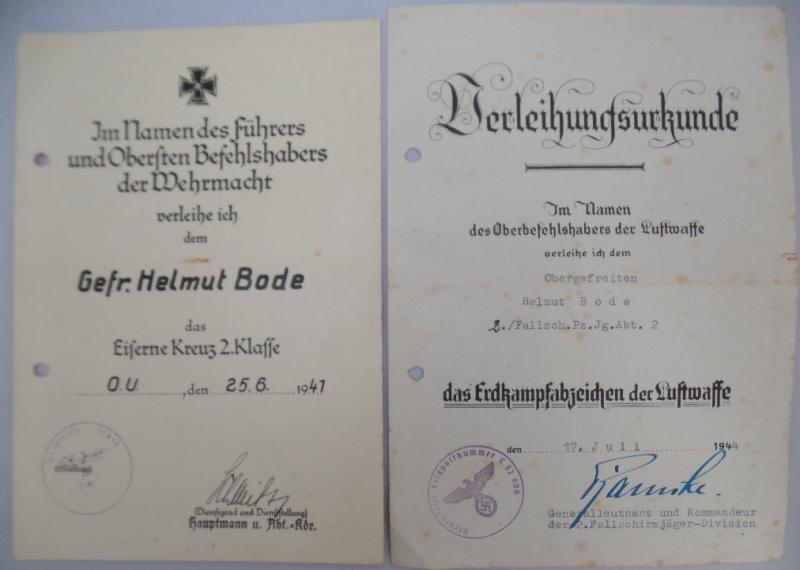 Im Namen des Führers
und Obersten Befehlshabers
der Wehrmacht
verleihe ich
dem
Gefr. Helmut Bode
das
Eiserne Kreuz 2.Klasse
O.U. ,den 25.6. 1941
(Dienstgrad und Dienststellung)
Hauptmann u. Abt.-Kdr.
Verleihungsurkunde
Im Namen
des Oberbefehlshabers der Luftwaffe
verleihe ich dem
Obergefreiten
Helmut Bode
2./Fallsch.Pz.Jg.Abt. 2
das Erdkampfabzeichen der Luftwaffe
den 17. Juli 1944
Dienststelle Feldpostnummer
Ramcke.
Generalleutnant und Kommandeur
der 2.Fallschirmjäger-Division